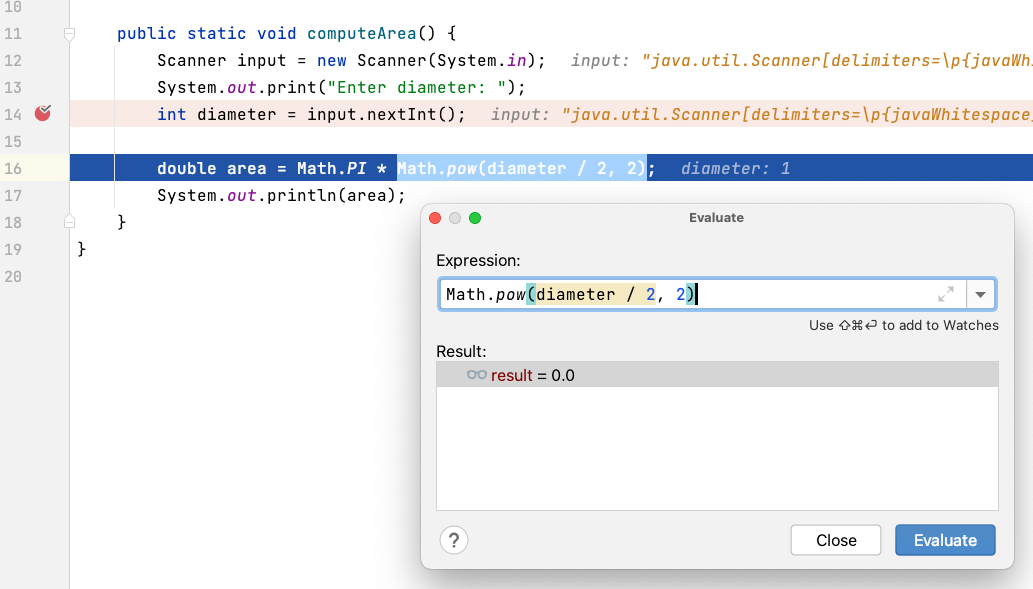 10
11 public static void computeArea() {
12 Scanner input = new Scanner(System.in); input: "java.util.Scanner[delimiters=\p{javaWhi
13 System.out.print("Enter diameter: ");
14 int diameter = input.nextInt(); input: "java.util.Scanner[delimiters=\p{javaWhitespace
15
16 double area = Math.PI * Math.pow(diameter / 2, 2); diameter: 1
17 System.out.println(area);
18 }
19 }
20
Evaluate
Expression:
Math.pow(diameter / 2, 2)
Use ⇧⌘⏎ to add to Watches
Result:
result = 0.0
?
Close
Evaluate